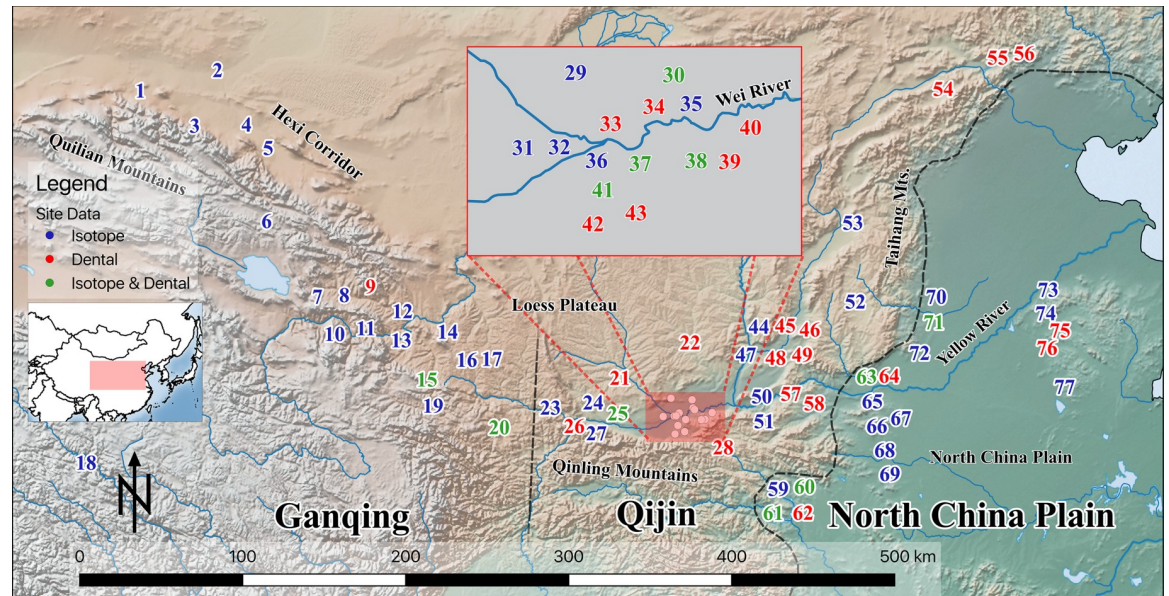 55 56
2
54
1
29 30
Wei River
Hexi Corridor
34 35
3 4
33 40
5
31 32 36 37 38 39
Quilian Mountains
Legend
41
Taihang Mts.
Site Data
42 43
6
53
Isotope
Dental
Isotope & Dental
9
7 8
70 73
Loess Plateau
52
12
74
71
10 11 13 14
44 45 46
75
Yellow River
22
76
16 17
47 48 49
72
15
21
63 64
77
19
23 24
50 57 58
65
25
51
67
20
26 27
66
28
68
18
Qinling Mountains
North China Plain
69
N
59 60
61 62
Ganqing
Qijin
North China Plain
0 100 200 300 400 500 km